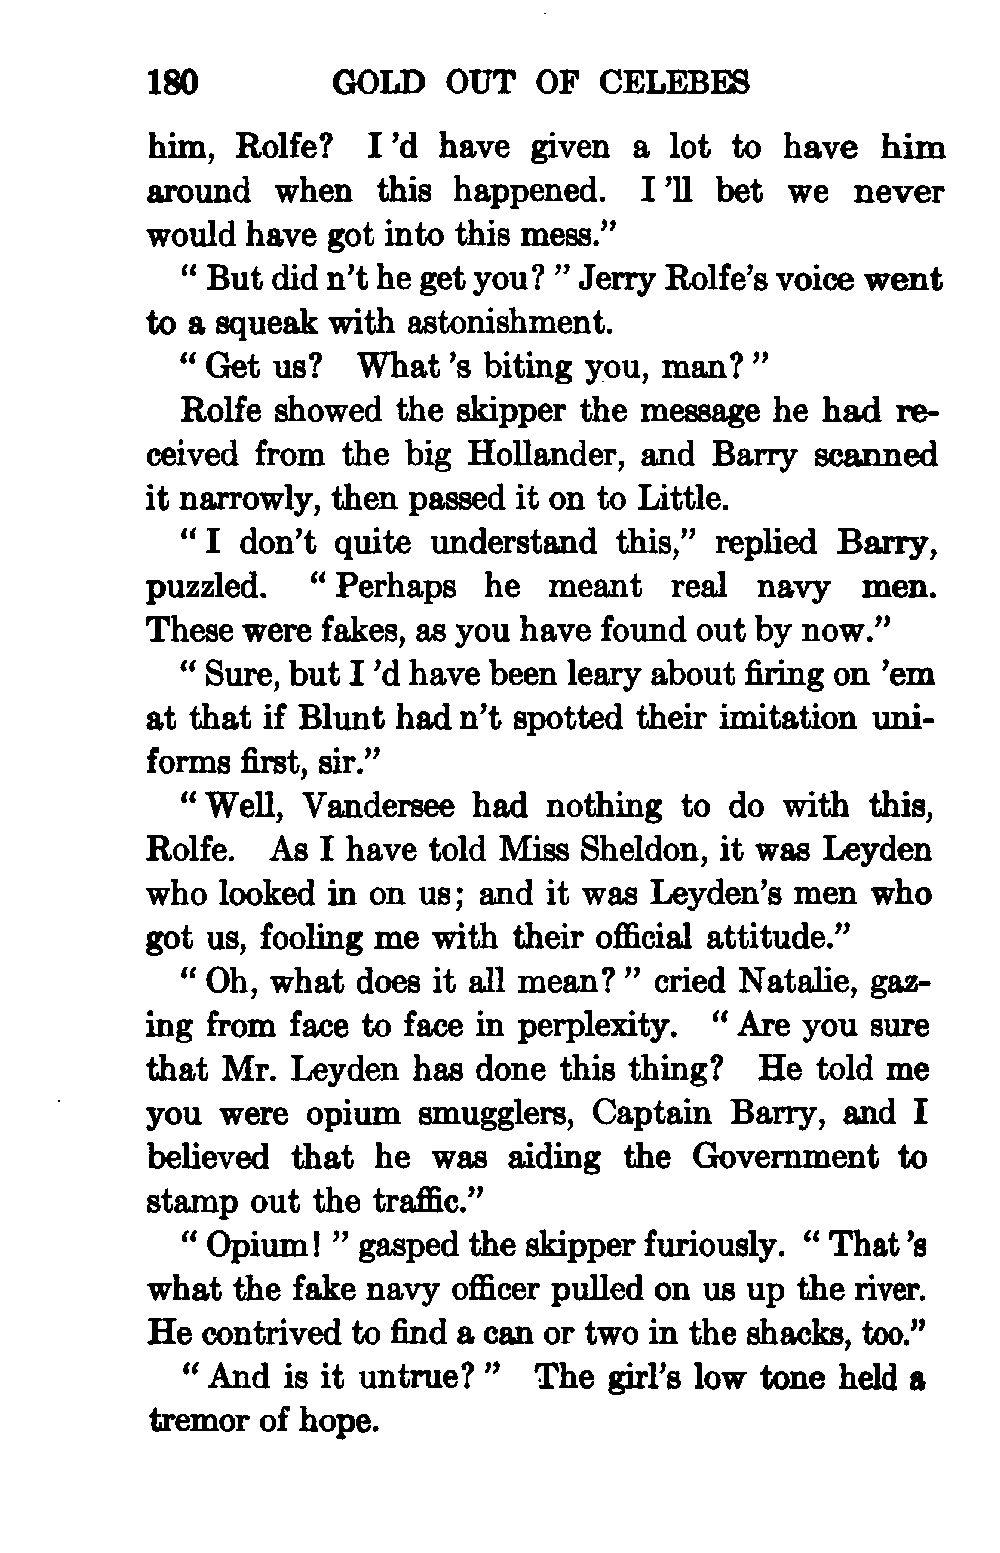 180 GOLD OUT OF CELEBES
him, Rolfe? I 'd have given a lot to have him
around when this happened. I 'll bet we never
would have got into this mess.”
“ But did n't he get you? ” Jerry Rolfe's voice went
to a squeak with astonishment.
“ Get us? What 's biting you, man? ”
Rolfe showed the skipper the message he had re-
ceived from the big Hollander, and Barry scanned
it narrowly, then passed it on to Little.
“ I don't quite understand this,” replied Barry,
puzzled. “ Perhaps he meant real navy men.
These were fakes, as you have found out by now.”
“ Sure, but I 'd have been leary about firing on 'em
at that if Blunt had n't spotted their imitation uni-
forms first, sir.”
“ Well, Vandersee had nothing to do with this,
Rolfe. As I have told Miss Sheldon, it was Leyden
who looked in on us; and it was Leyden's men who
got us, fooling me with their official attitude.”
“ Oh, what does it all mean? ” cried Natalie, gaz-
ing from face to face in perplexity. “ Are you sure
that Mr. Leyden has done this thing? He told me
you were opium smugglers, Captain Barry, and I
believed that he was aiding the Government to
stamp out the traffic.”
“ Opium! ” gasped the skipper furiously. “ That 's
what the fake navy officer pulled on us up the river.
He contrived to find a can or two in the shacks, too.”
“ And is it untrue? ” The girl's low tone held a
tremor of hope.